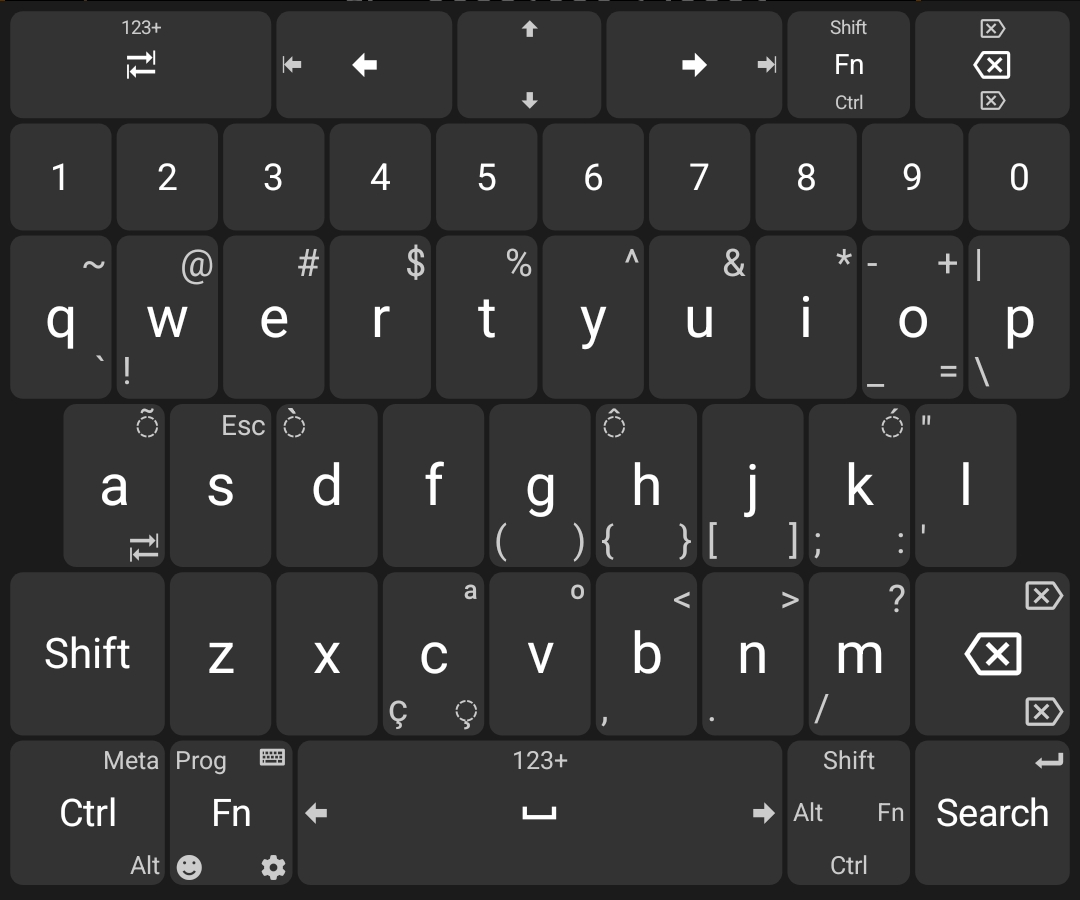 123+ Shift
Fn
Ctrl
1 2 3 4 5 6 7 8 9 0
~ @ # $ % ^ & * - + |
q w e r t y u i o p
` ! _ = \
◌̃ Esc ◌̀ ◌̂ ◌́ "
a s d f g h j k l
( ) { } [ ] ; : '
ª º < > ?
Shift z x c v b n m
ç ◌̧ , . /
Meta Prog 123+ Shift
Ctrl Fn Alt Fn Search
Alt Ctrl